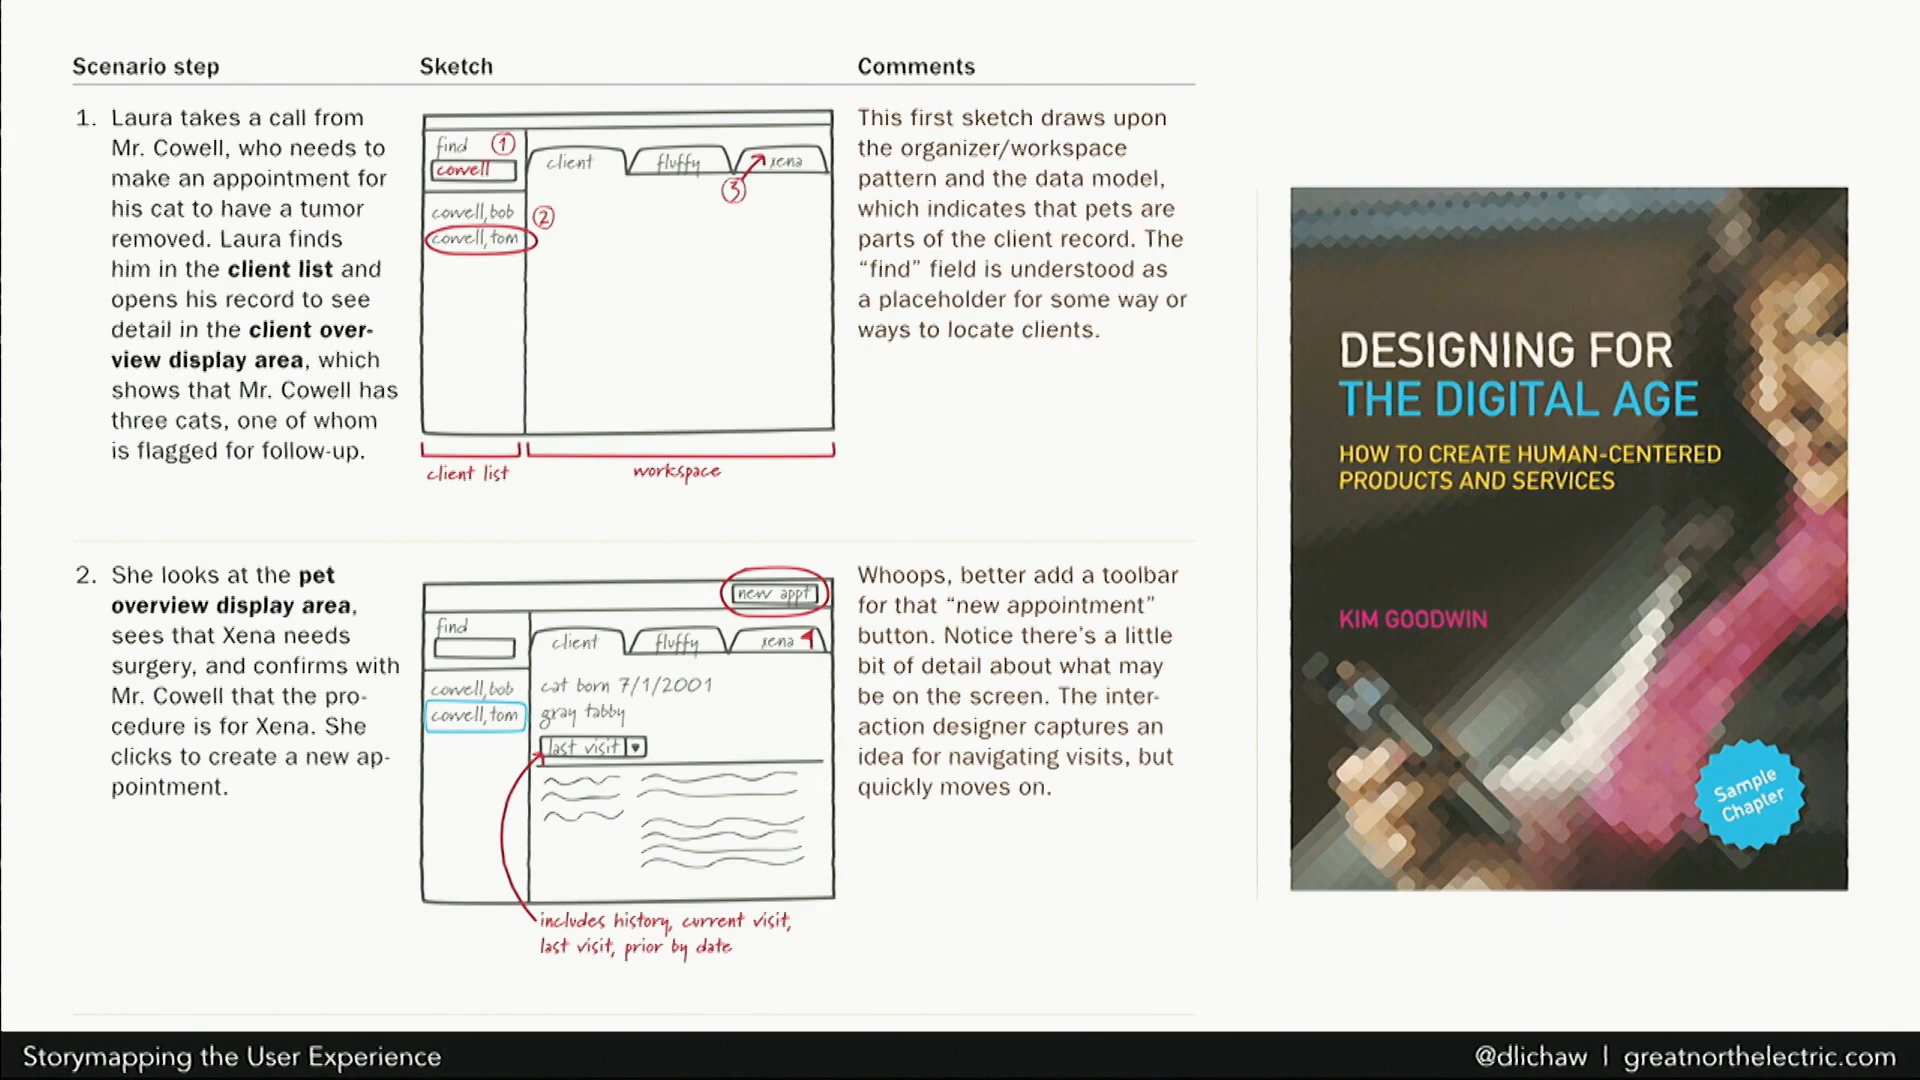 Scenario step
Sketch
Comments
1. Laura takes a call from
Mr. Cowell, who needs to
make an appointment for
his cat to have a tumor
removed. Laura finds
him in the client list and
opens his record to see
detail in the client over-
view display area, which
shows that Mr. Cowell has
three cats, one of whom
is flagged for follow-up.
find
1
cowell
client
fluffy
xena
3
cowell, bob
2
cowell, tom
client list
workspace
This first sketch draws upon
the organizer/workspace
pattern and the data model,
which indicates that pets are
parts of the client record. The
“find” field is understood as
a placeholder for some way or
ways to locate clients.
2. She looks at the pet
overview display area,
sees that Xena needs
surgery, and confirms with
Mr. Cowell that the pro-
cedure is for Xena. She
clicks to create a new ap-
pointment.
new appt
find
client
fluffy
xena
cowell, bob
cowell, tom
cat born 7/1/2001
gray tabby
last visit
includes history, current visit,
last visit, prior by date
Whoops, better add a toolbar
for that “new appointment”
button. Notice there’s a little
bit of detail about what may
be on the screen. The inter-
action designer captures an
idea for navigating visits, but
quickly moves on.
DESIGNING FOR
THE DIGITAL AGE
HOW TO CREATE HUMAN-CENTERED
PRODUCTS AND SERVICES
KIM GOODWIN
Sample
Chapter
Storymapping the User Experience
@dlichaw | greatnorthelectric.com